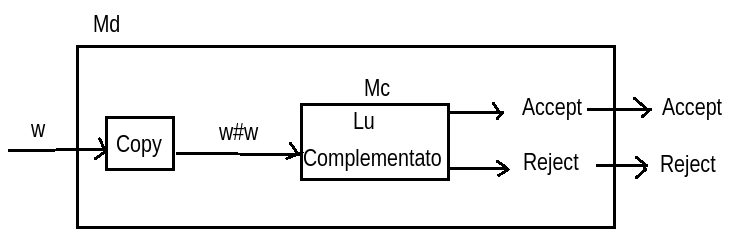 Md
w
Copy
w#w
Mc
Lu
Complementato
Accept
Reject
Accept
Reject